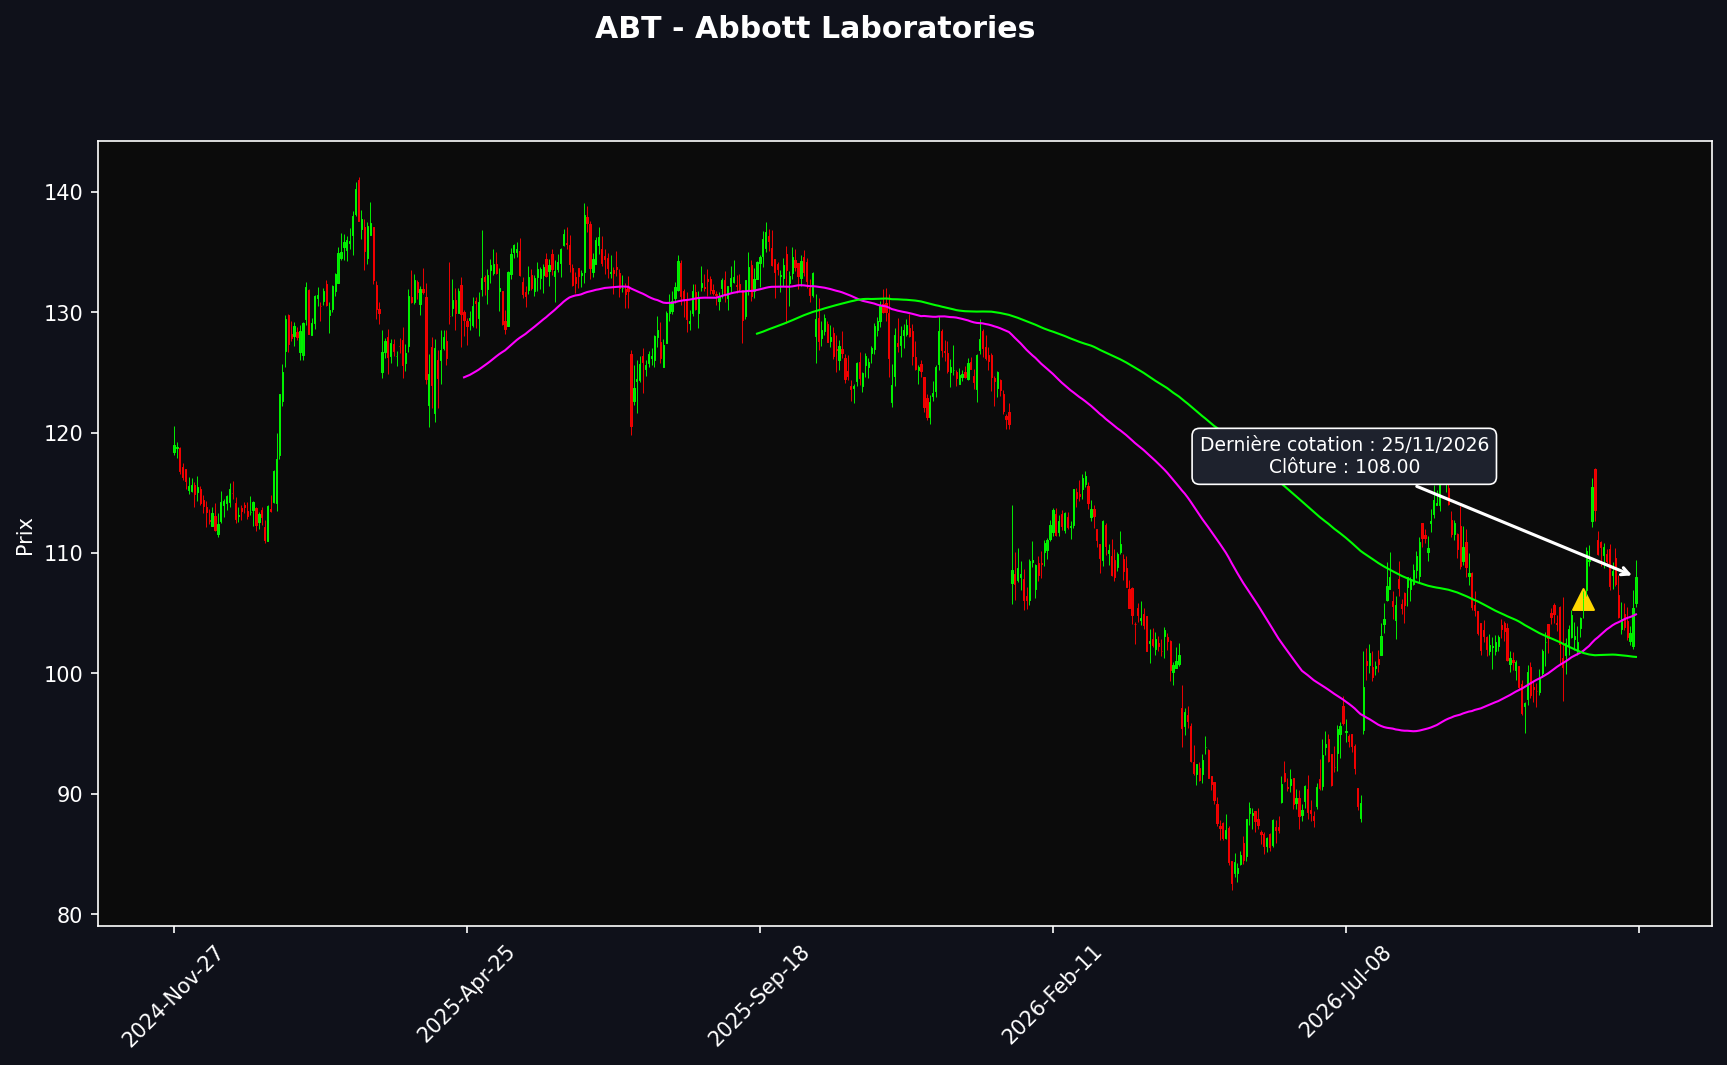 ABT - Abbott Laboratories
Prix
140
130
120
110
100
90
80
Dernière cotation : 25/11/2026
Clôture : 108.00
2024-Nov-27
2025-Apr-25
2025-Sep-18
2026-Feb-11
2026-Jul-08